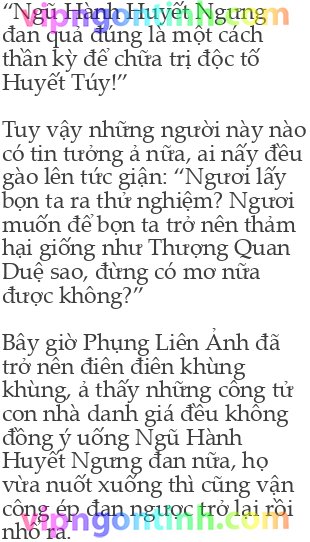 “Ngũ Hành Huyết Ngưng
đan quả đúng là một cách
thần kỳ để chữa trị độc tố
Huyết Túy!”
Tuy vậy những người này nào
có tin tưởng ả nữa, ai nấy đều
gào lên tức giận: “Ngươi lấy
bọn ta ra thử nghiệm? Ngươi
muốn để bọn ta trở nên thảm
hại giống như Thượng Quan
Duệ sao, đừng có mơ nữa
được không?”
Bây giờ Phụng Liên Ảnh đã
trở nên điên điên khùng
khùng, ả thấy những công tử
con nhà danh giá đều không
đồng ý uống Ngũ Hành
Huyết Ngưng đan nữa, họ
vừa nuốt xuống thì cũng vận
công ép đan ngược trở lại rồi
nhổ ra.
vipngontinh.com
vipngontinh.com